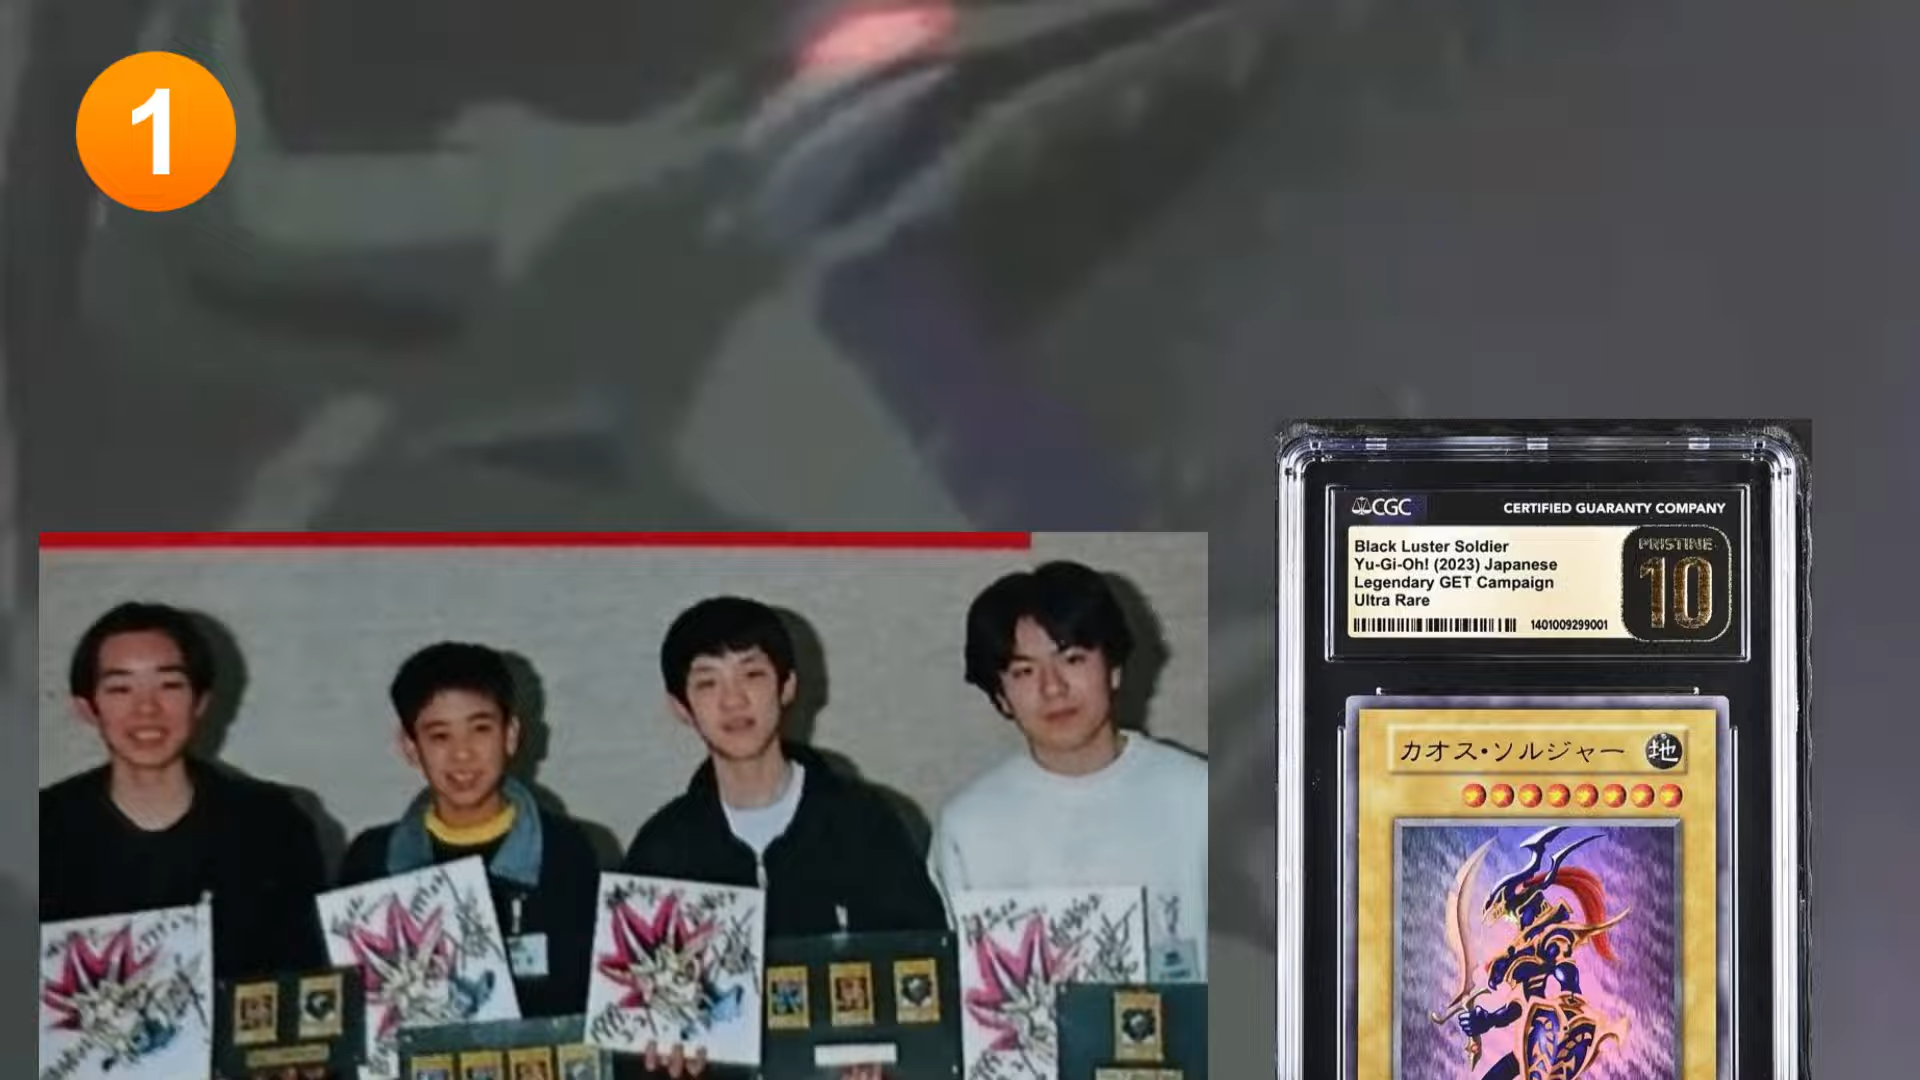 1
CGC
CERTIFIED GUARANTY COMPANY
Black Luster Soldier
Yu-Gi-Oh! (2023) Japanese
Legendary GET Campaign
Ultra Rare
PRISTINE
10
1401009299001
カオス・ソルジャー
地